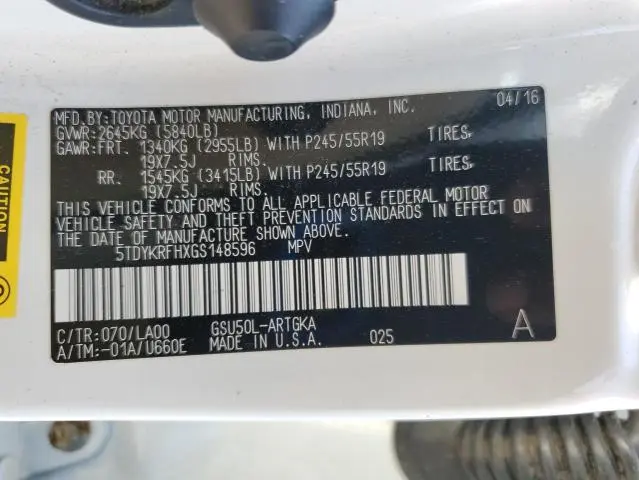 MFD.BY:TOYOTA MOTOR MANUFACTURING, INDIANA, INC. 04/16
GVWR:2645KG (5840LB)
GAWR:FRT. 1340KG (2955LB) WITH P245/55R19 TIRES,
19X7.5J RIMS.
RR. 1545KG (3415LB) WITH P245/55R19 TIRES,
19X7.5J RIMS.
THIS VEHICLE CONFORMS TO ALL APPLICABLE FEDERAL MOTOR
VEHICLE SAFETY AND THEFT PREVENTION STANDARDS IN EFFECT ON
THE DATE OF MANUFACTURE SHOWN ABOVE.
5TDYKRFHXGS148596 MPV
C/TR:070/LA00 GSU50L-ARTGKA
A/TM:-01A/U660E MADE IN U.S.A. 025 A
CAUTION